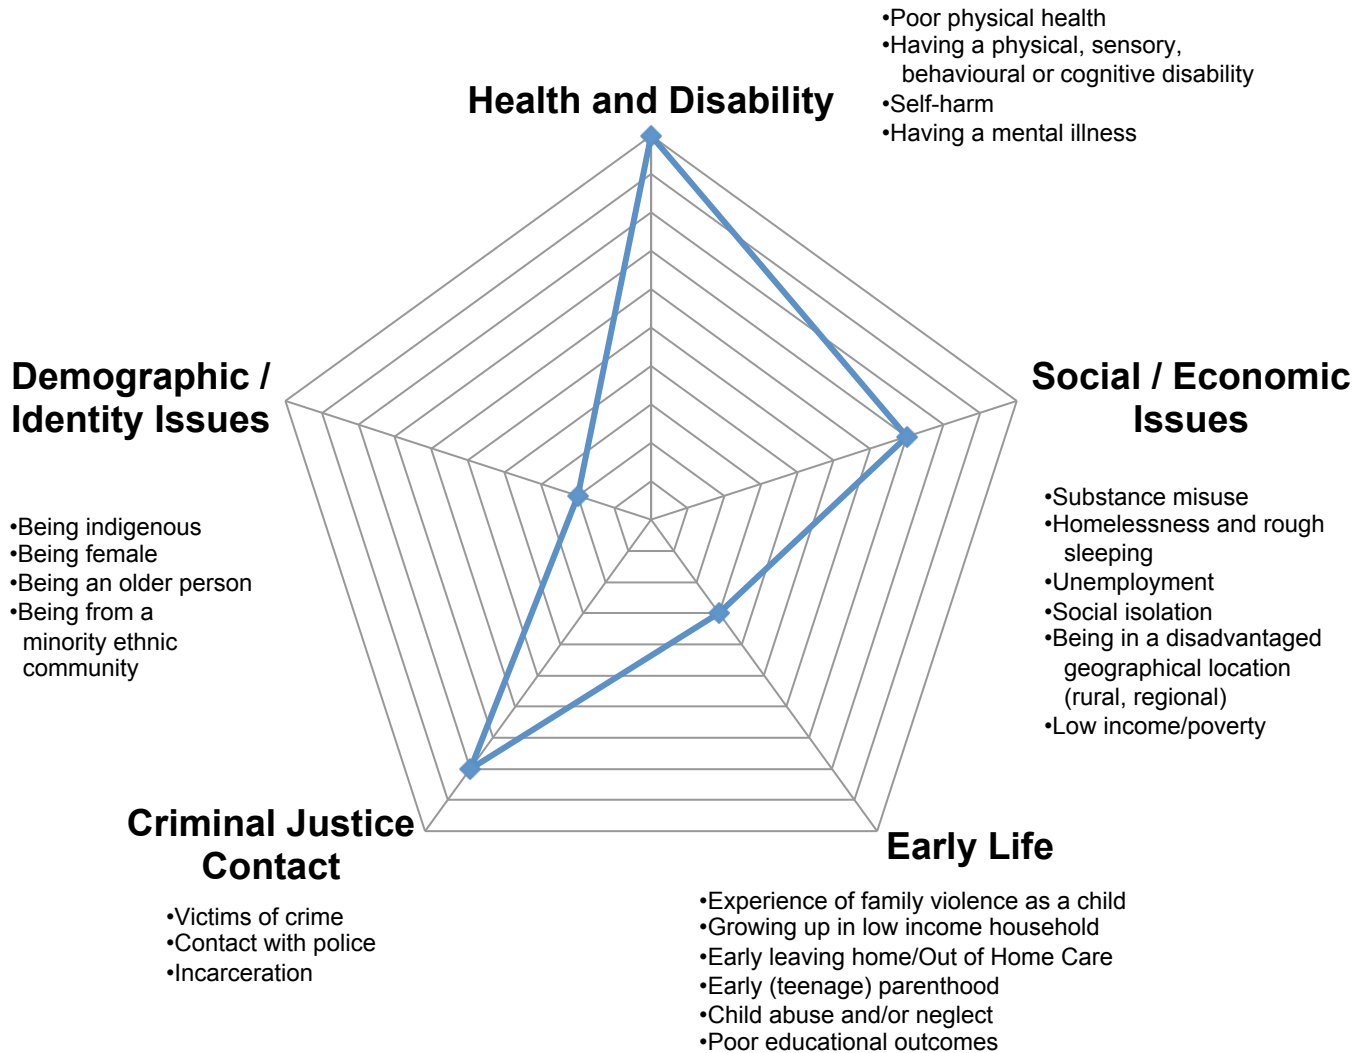 Health and Disability
•Poor physical health
•Having a physical, sensory,
behavioural or cognitive disability
•Self-harm
•Having a mental illness
Social / Economic
Issues
•Substance misuse
•Homelessness and rough
sleeping
•Unemployment
•Social isolation
•Being in a disadvantaged
geographical location
(rural, regional)
•Low income/poverty
Early Life
•Experience of family violence as a child
•Growing up in low income household
•Early leaving home/Out of Home Care
•Early (teenage) parenthood
•Child abuse and/or neglect
•Poor educational outcomes
Criminal Justice
Contact
•Victims of crime
•Contact with police
•Incarceration
Demographic /
Identity Issues
•Being indigenous
•Being female
•Being an older person
•Being from a
minority ethnic
community